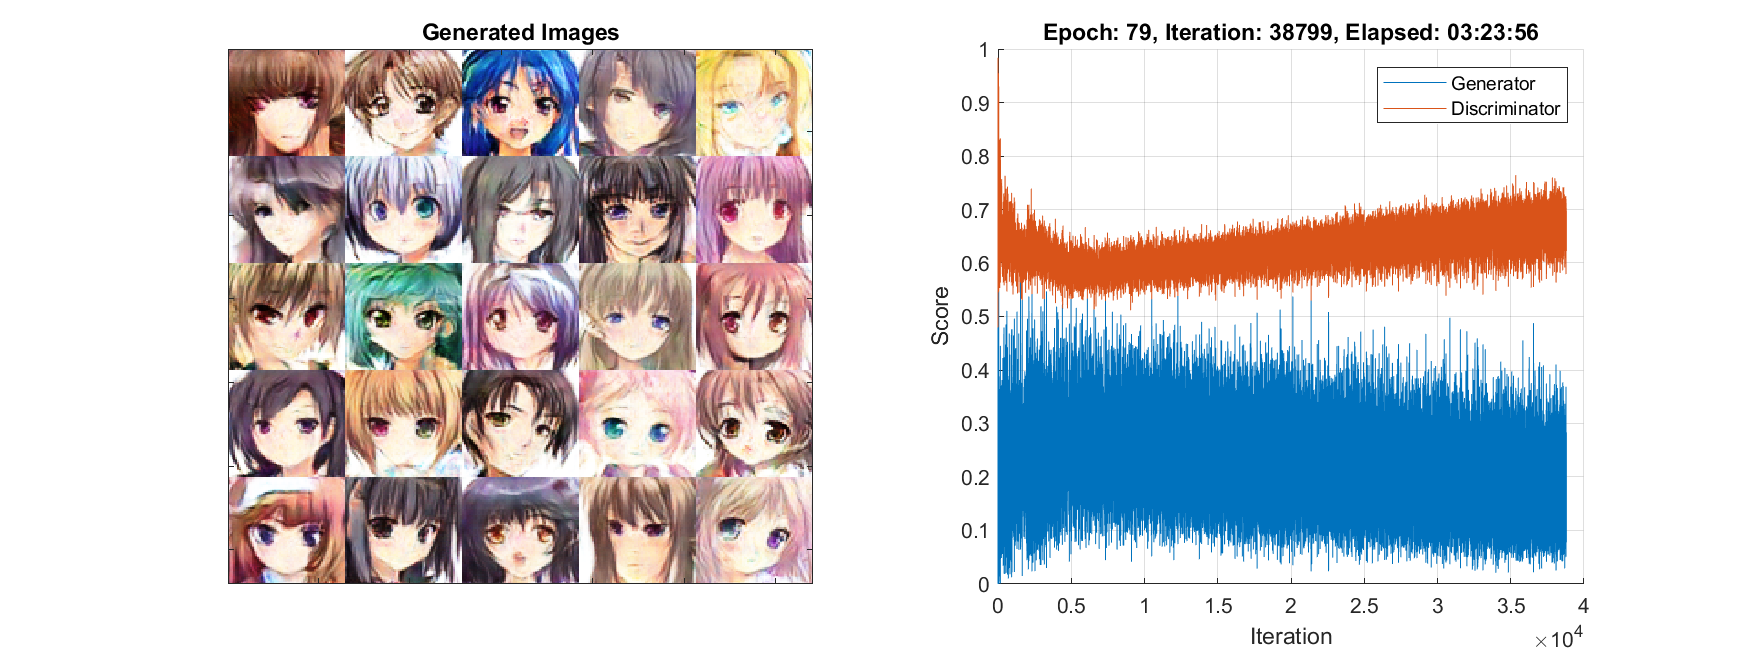 Generated Images
Epoch: 79, Iteration: 38799, Elapsed: 03:23:56
Generator
Discriminator
1
0.9
0.8
0.7
0.6
0.5
0.4
0.3
0.2
0.1
0
Score
0 0.5 1 1.5 2 2.5 3 3.5 4
Iteration
×10⁴